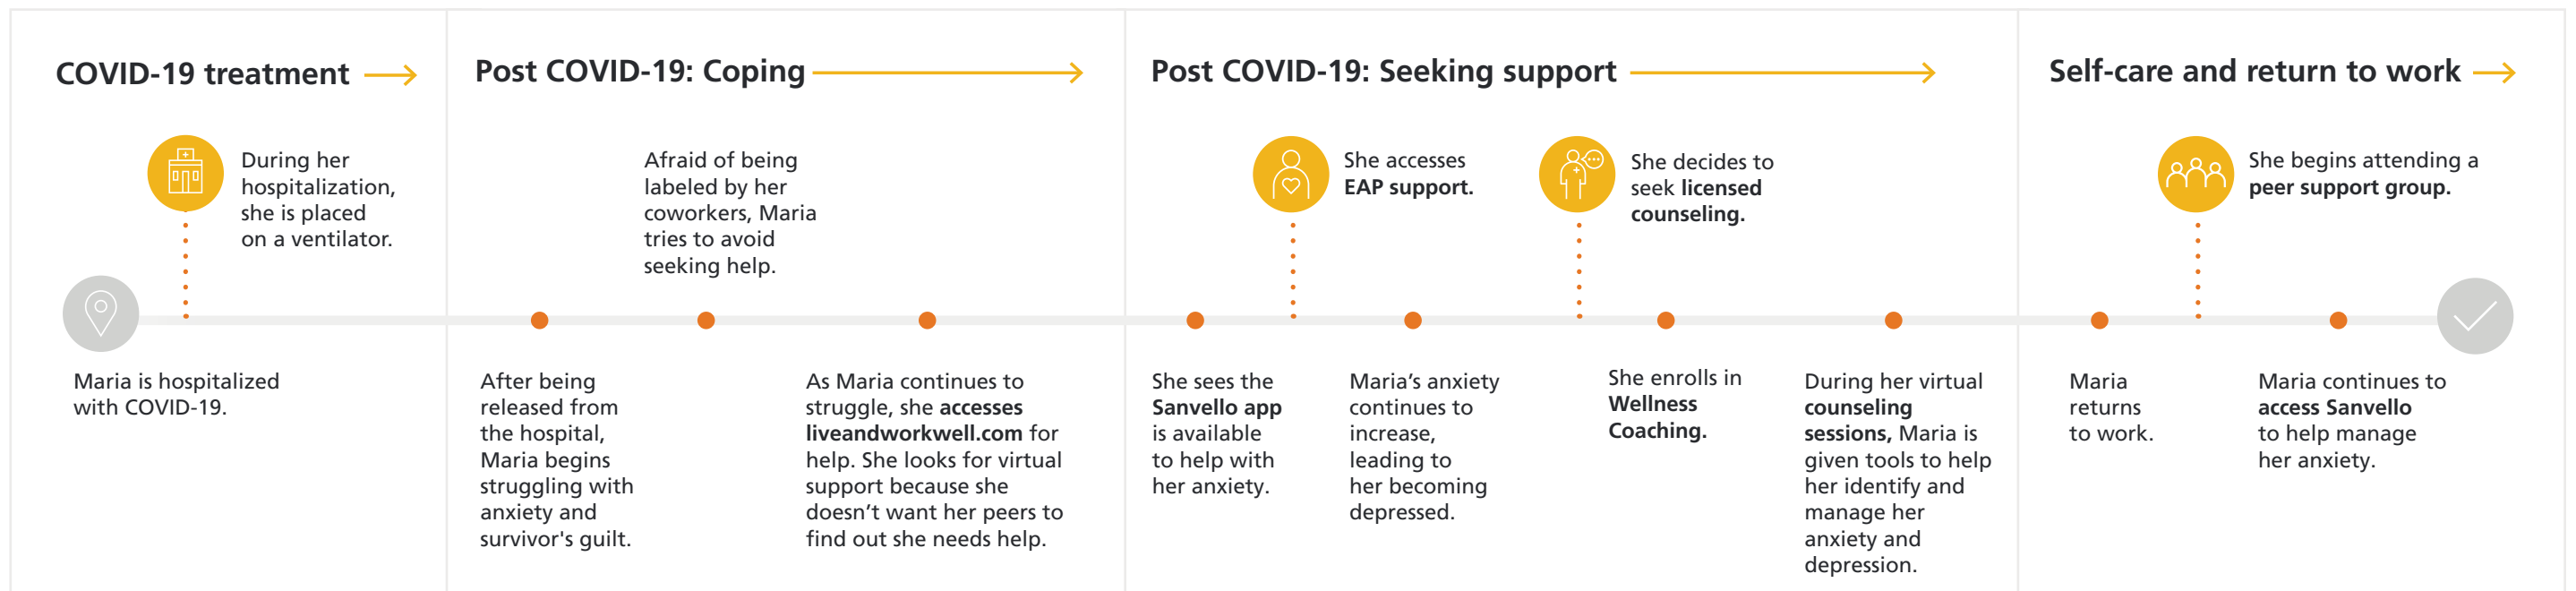 COVID-19 treatment
During her
hospitalization,
she is placed
on a ventilator.
Maria is hospitalized
with COVID-19.
Post COVID-19: Coping
After being
released from
the hospital,
Maria begins
struggling with
anxiety and
survivor's guilt.
Afraid of being
labeled by her
coworkers, Maria
tries to avoid
seeking help.
As Maria continues to
struggle, she accesses
liveandworkwell.com for
help. She looks for virtual
support because she
doesn’t want her peers to
find out she needs help.
Post COVID-19: Seeking support
She sees the
Sanvello app
is available
to help with
her anxiety.
She accesses
EAP support.
Maria’s anxiety
continues to
increase,
leading to
her becoming
depressed.
She decides to
seek licensed
counseling.
She enrolls in
Wellness
Coaching.
During her virtual
counseling
sessions, Maria is
given tools to help
her identify and
manage her
anxiety and
depression.
Self-care and return to work
Maria
returns
to work.
She begins attending a
peer support group.
Maria continues to
access Sanvello
to help manage
her anxiety.